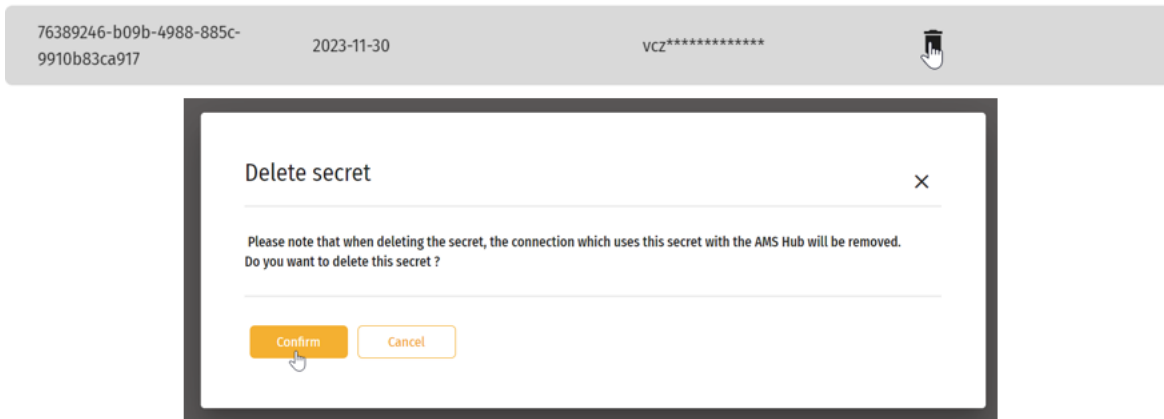 76389246-b09b-4988-885c-
9910b83ca917
2023-11-30
vcz*************
Delete secret
Please note that when deleting the secret, the connection which uses this secret with the AMS Hub will be removed.
Do you want to delete this secret ?
Confirm
Cancel